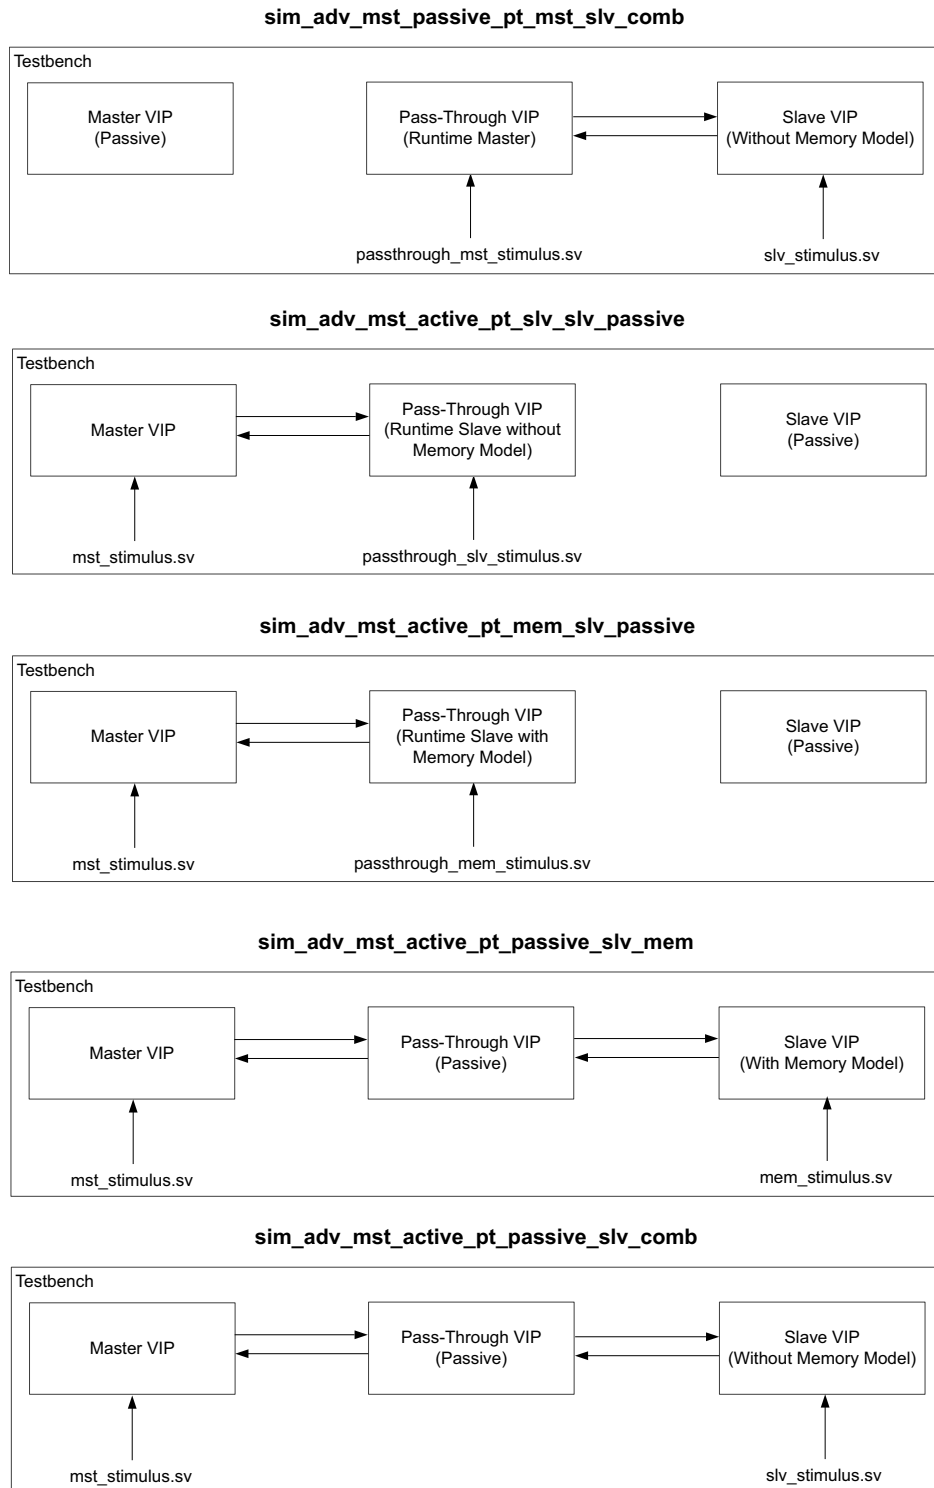 sim_adv_mst_passive_pt_mst_slv_comb
Testbench
Master VIP
(Passive)
Pass-Through VIP
(Runtime Master)
Slave VIP
(Without Memory Model)
passthrough_mst_stimulus.sv
slv_stimulus.sv
sim_adv_mst_active_pt_slv_slv_passive
Testbench
Master VIP
Pass-Through VIP
(Runtime Slave without
Memory Model)
Slave VIP
(Passive)
mst_stimulus.sv
passthrough_slv_stimulus.sv
sim_adv_mst_active_pt_mem_slv_passive
Testbench
Master VIP
Pass-Through VIP
(Runtime Slave with
Memory Model)
Slave VIP
(Passive)
mst_stimulus.sv
passthrough_mem_stimulus.sv
sim_adv_mst_active_pt_passive_slv_mem
Testbench
Master VIP
Pass-Through VIP
(Passive)
Slave VIP
(With Memory Model)
mst_stimulus.sv
mem_stimulus.sv
sim_adv_mst_active_pt_passive_slv_comb
Testbench
Master VIP
Pass-Through VIP
(Passive)
Slave VIP
(Without Memory Model)
mst_stimulus.sv
slv_stimulus.sv